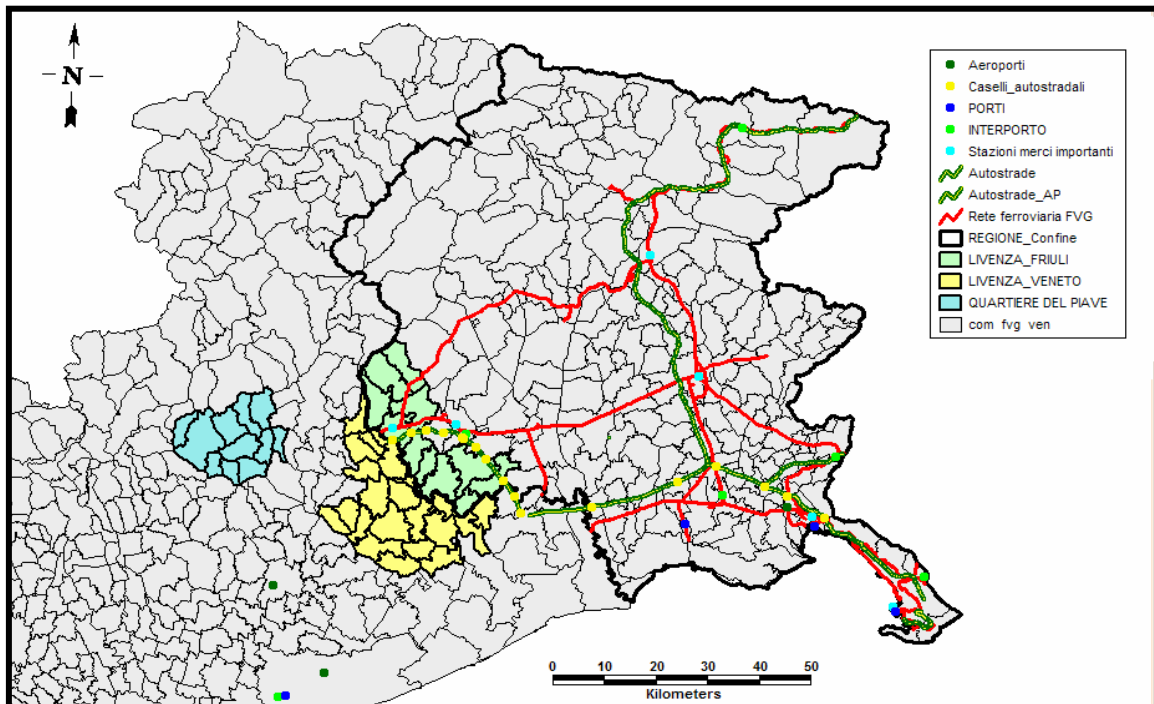 N
Aeroporti
Caselli_autostradali
PORTI
INTERPORTO
Stazioni merci importanti
Autostrade
Autostrade_AP
Rete ferroviaria FVG
REGIONE_Confine
LIVENZA_FRIULI
LIVENZA_VENETO
QUARTIERE DEL PIAVE
com fvg ven
0 10 20 30 40 50
Kilometers